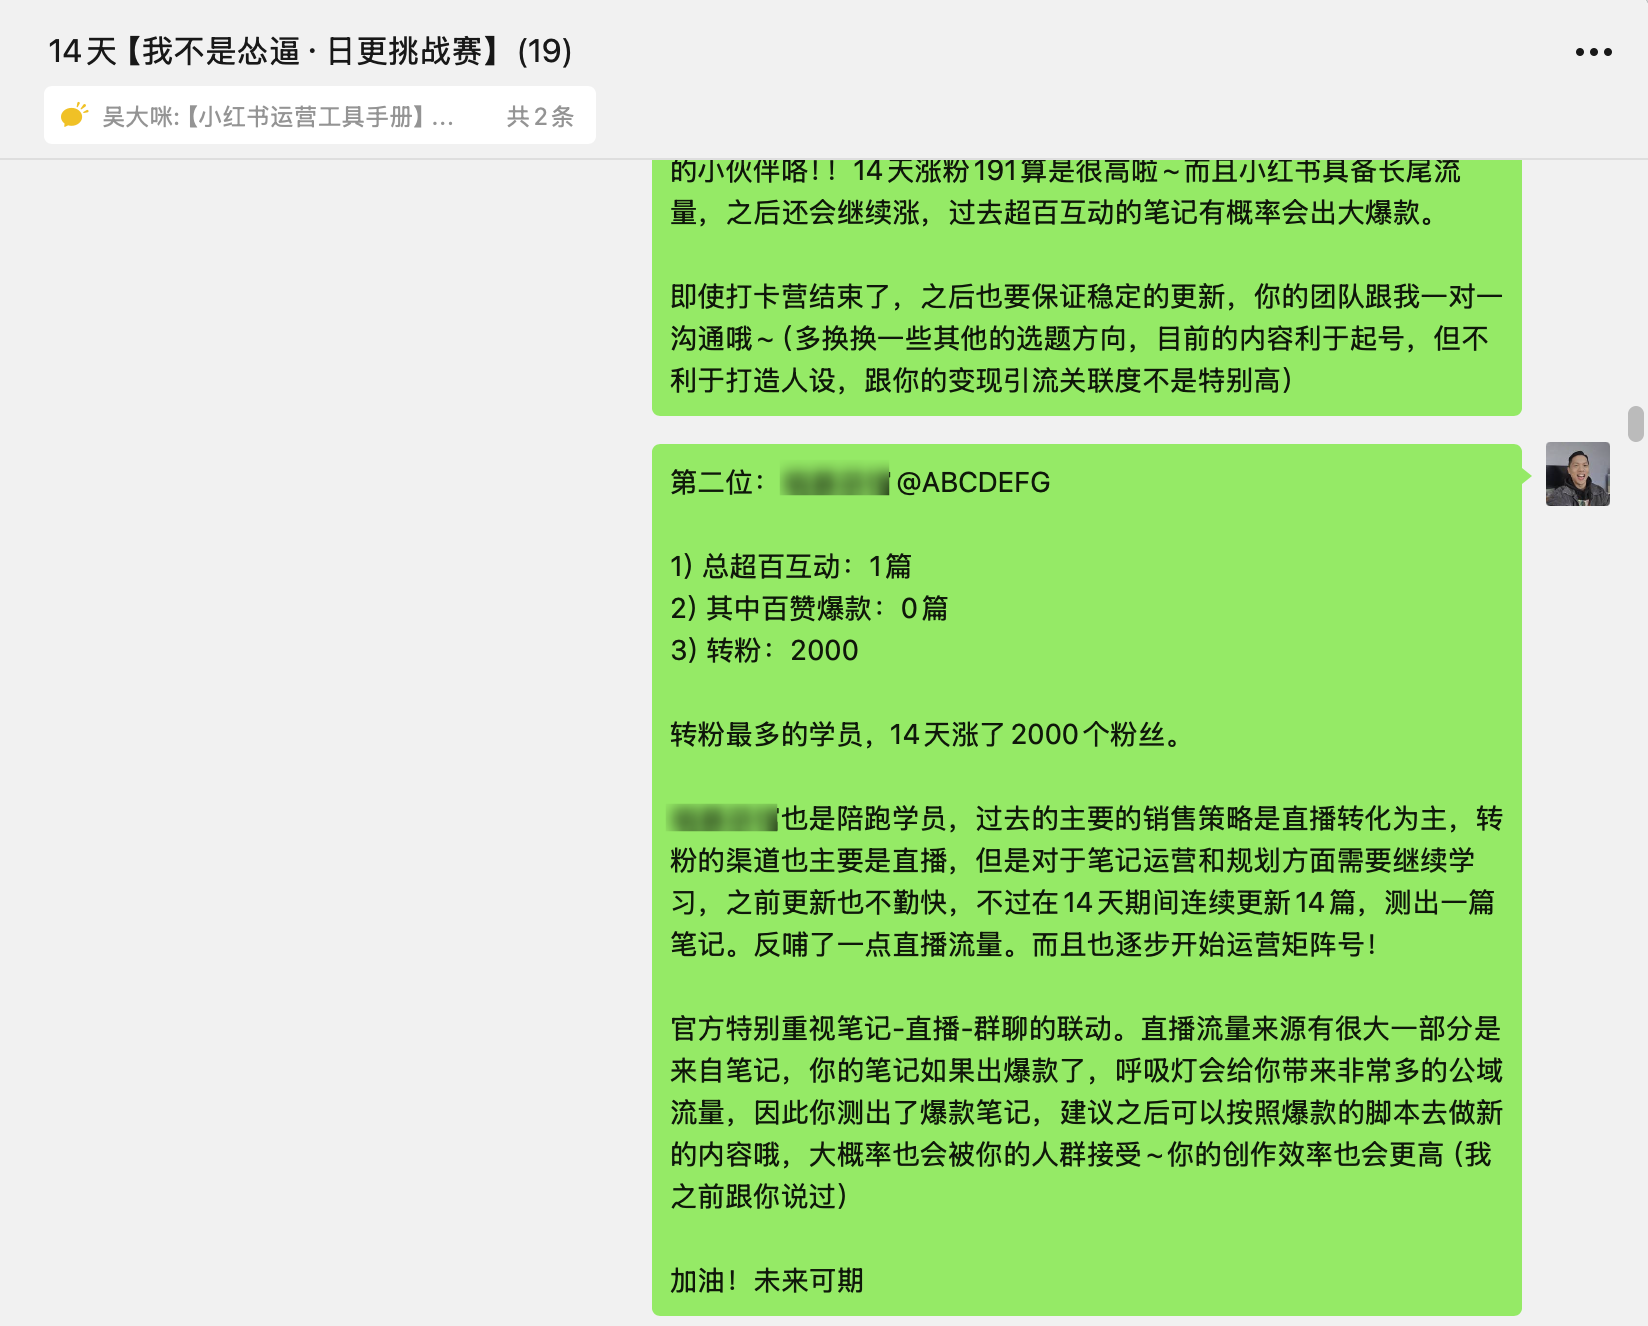 14天【我不是怂逼 · 日更挑战赛】(19)
吴大咪:【小红书运营工具手册】... 共2条
的小伙伴咯！！14天涨粉191算是很高啦~而且小红书具备长尾流
量，之后还会继续涨，过去超百互动的笔记有概率会出大爆款。
即使打卡营结束了，之后也要保证稳定的更新，你的团队跟我一对一
沟通哦~（多换换一些其他的选题方向，目前的内容利于起号，但不
利于打造人设，跟你的变现引流关联度不是特别高）
第二位：@ABCDEFG
1) 总超百互动：1篇
2) 其中百赞爆款：0篇
3) 转粉：2000
转粉最多的学员，14天涨了2000个粉丝。
也是陪跑学员，过去的主要的销售策略是直播转化为主，转
粉的渠道也主要是直播，但是对于笔记运营和规划方面需要继续学
习，之前更新也不勤快，不过在14天期间连续更新14篇，测出一篇
笔记。反哺了一点直播流量。而且也逐步开始运营矩阵号！
官方特别重视笔记-直播-群聊的联动。直播流量来源有很大一部分是
来自笔记，你的笔记如果出爆款了，呼吸灯会给你带来非常多的公域
流量，因此你测出了爆款笔记，建议之后可以按照爆款的脚本去做新
的内容哦，大概率也会被你的人群接受~你的创作效率也会更高（我
之前跟你说过）
加油！未来可期